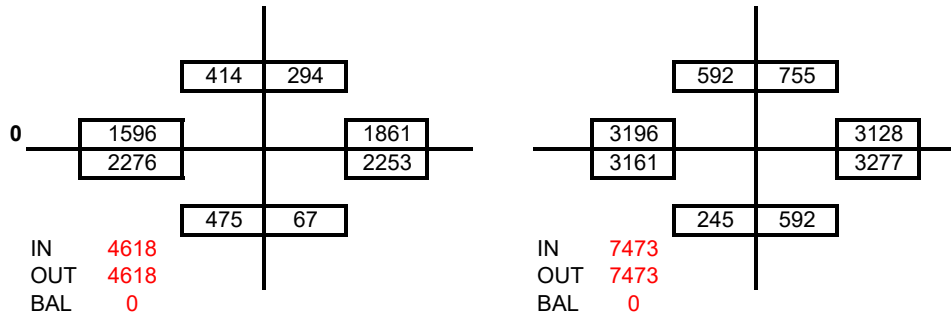 414 294 592 755
0 1596 1861 3196 3128
2276 2253 3161 3277
475 67 245 592
IN 4618 IN 7473
OUT 4618 OUT 7473
BAL 0 BAL 0